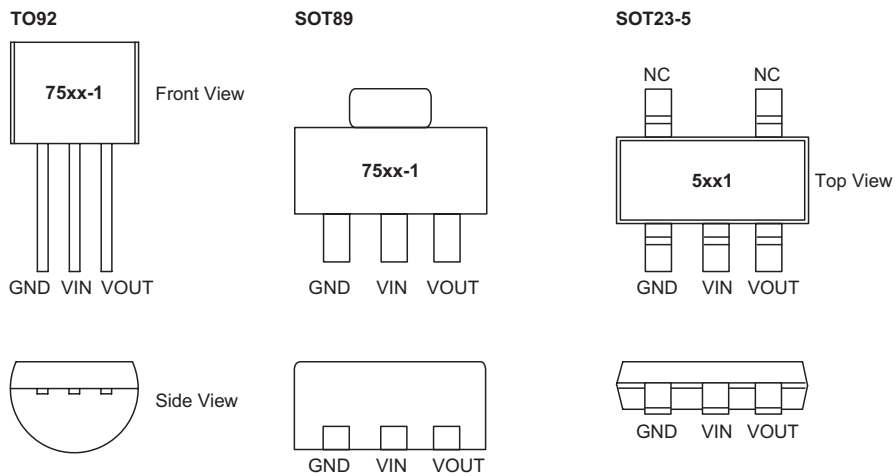 TO92
SOT89
SOT23-5
NC NC
75xx-1
Front View
75xx-1
5xx1
Top View
GND VIN VOUT
GND VIN VOUT
GND VIN VOUT
Side View
GND VIN VOUT
GND VIN VOUT